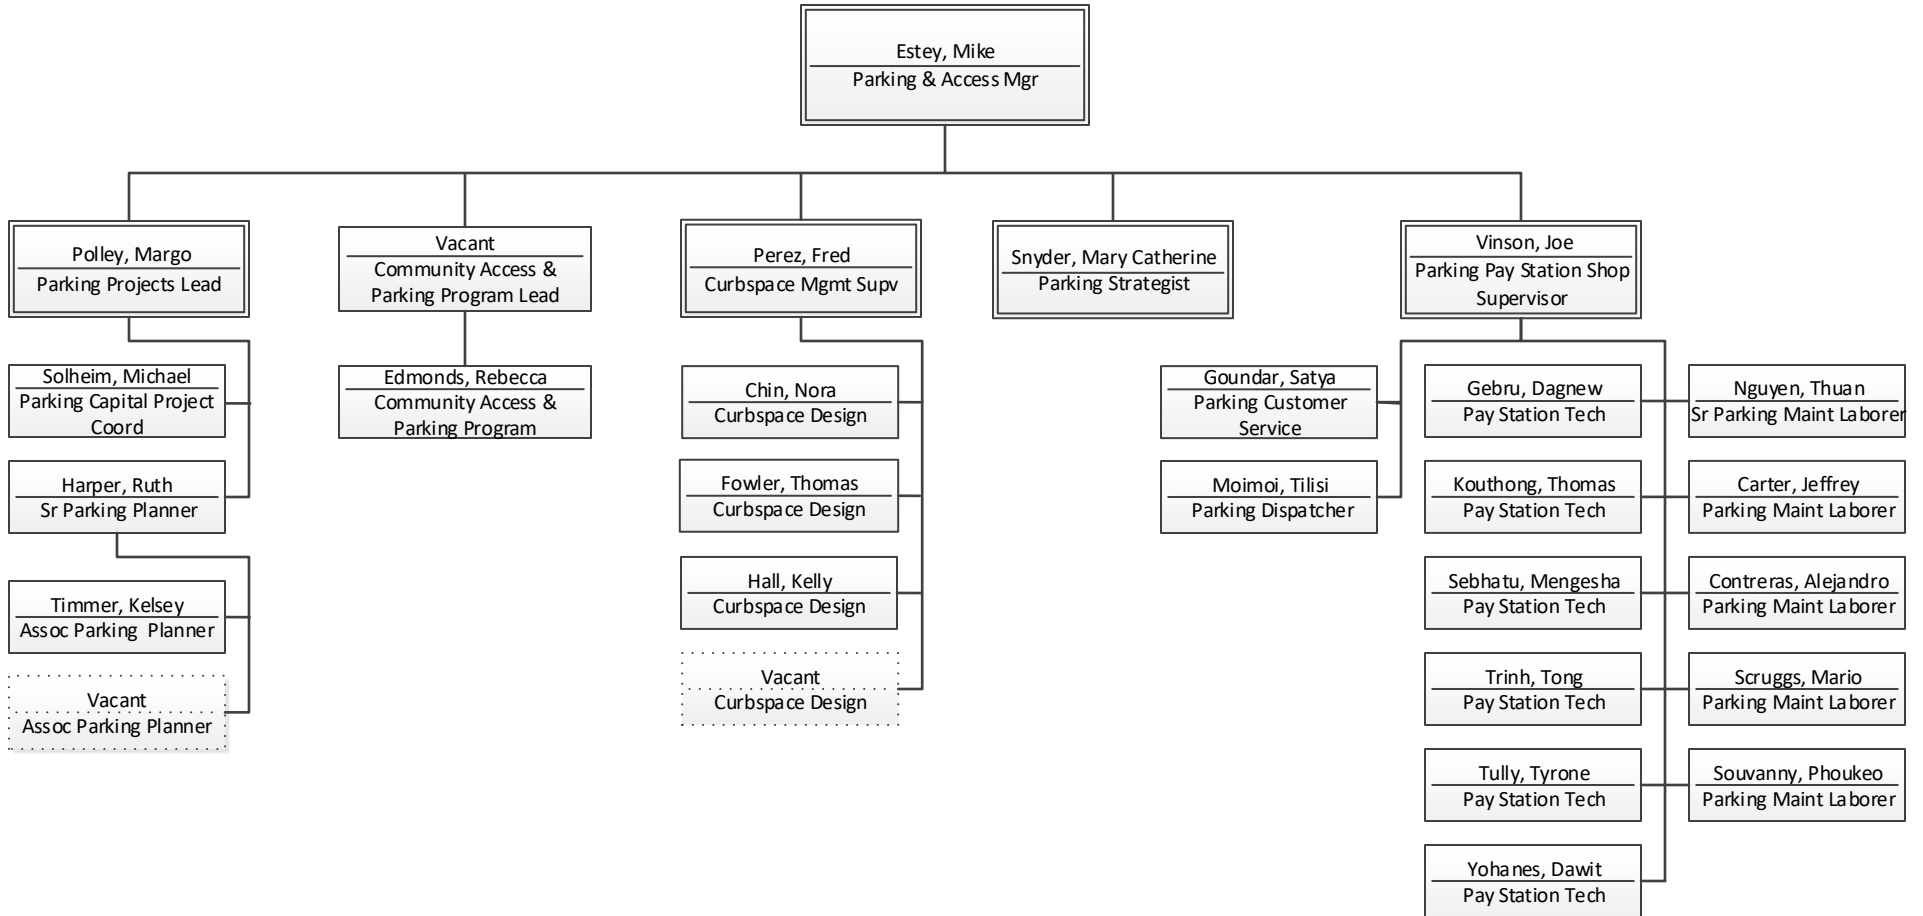 Estey, Mike
Parking & Access Mgr
Polley, Margo
Parking Projects Lead
Vacant
Community Access &
Parking Program Lead
Perez, Fred
Curbspace Mgmt Supv
Snyder, Mary Catherine
Parking Strategist
Vinson, Joe
Parking Pay Station Shop
Supervisor
Solheim, Michael
Parking Capital Project
Coord
Harper, Ruth
Sr Parking Planner
Timmer, Kelsey
Assoc Parking Planner
Vacant
Assoc Parking Planner
Edmonds, Rebecca
Community Access &
Parking Program
Chin, Nora
Curbspace Design
Fowler, Thomas
Curbspace Design
Hall, Kelly
Curbspace Design
Vacant
Curbspace Design
Goundar, Satya
Parking Customer
Service
Moimoi, Tilisi
Parking Dispatcher
Gebru, Dagnew
Pay Station Tech
Kouthong, Thomas
Pay Station Tech
Sebhatu, Mengesha
Pay Station Tech
Trinh, Tong
Pay Station Tech
Tully, Tyrone
Pay Station Tech
Yohanes, Dawit
Pay Station Tech
Nguyen, Thuan
Sr Parking Maint Laborer
Carter, Jeffrey
Parking Maint Laborer
Contreras, Alejandro
Parking Maint Laborer
Scruggs, Mario
Parking Maint Laborer
Souvanny, Phoukeo
Parking Maint Laborer